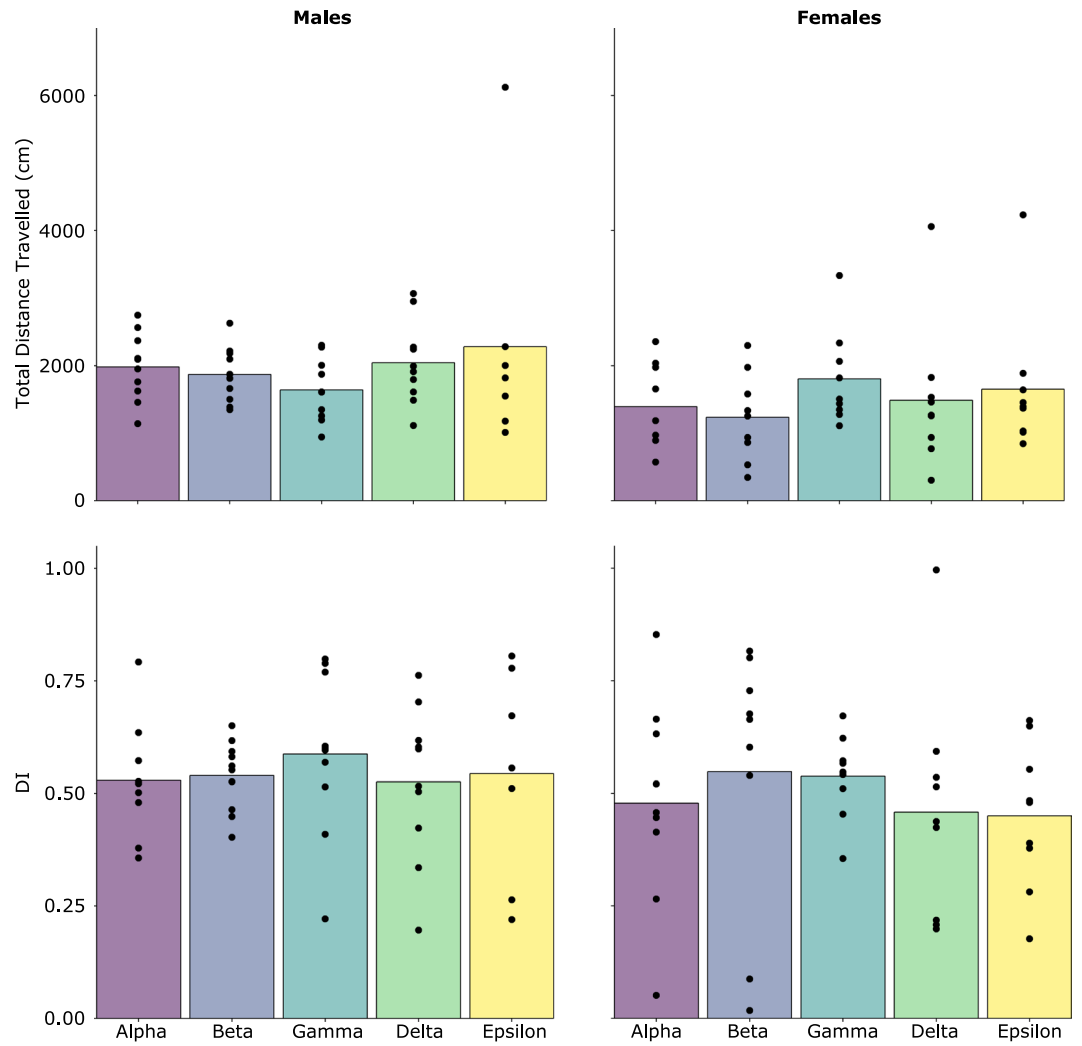 Males
Females
Total Distance Travelled (cm)
6000
4000
2000
0
DI
1.00
0.75
0.50
0.25
0.00
Alpha Beta Gamma Delta Epsilon
Alpha Beta Gamma Delta Epsilon